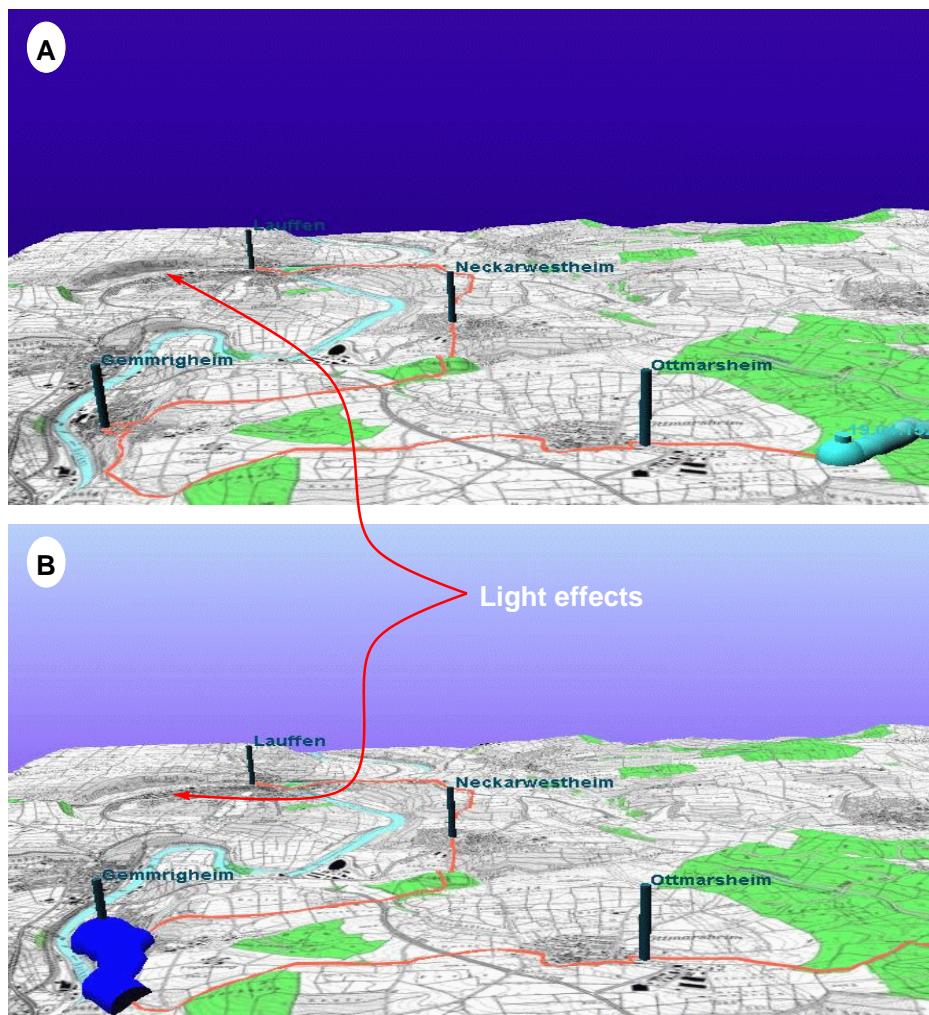 A
Lauffen
Neckarwestheim
Gemmrigheim
Ottmarsheim
B
Light effects
Lauffen
Neckarwestheim
Gemmrigheim
Ottmarsheim